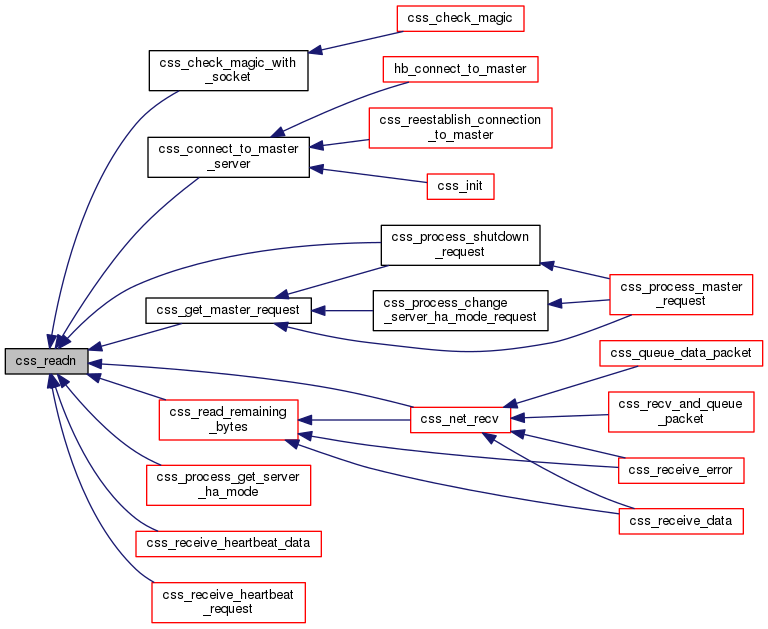 css_check_magic
css_check_magic_with
_socket
hb_connect_to_master
css_reestablish_connection
_to_master
css_connect_to_master
_server
css_init
css_process_shutdown
_request
css_process_master
_request
css_get_master_request
css_process_change
_server_ha_mode_request
css_readn
css_queue_data_packet
css_read_remaining
_bytes
css_net_recv
css_recv_and_queue
_packet
css_receive_error
css_process_get_server
_ha_mode
css_receive_data
css_receive_heartbeat_data
css_receive_heartbeat
_request